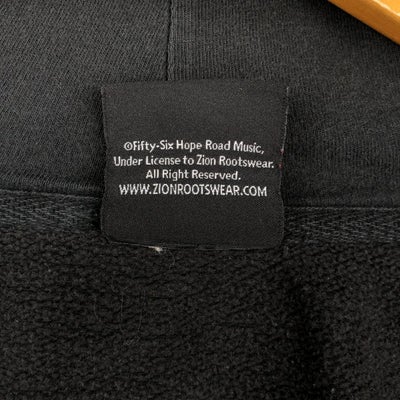 ©Fifty-Six Hope Road Music,
Under License to Zion Rootswear.
All Right Reserved.
WWW.ZIONROOTSWEAR.COM